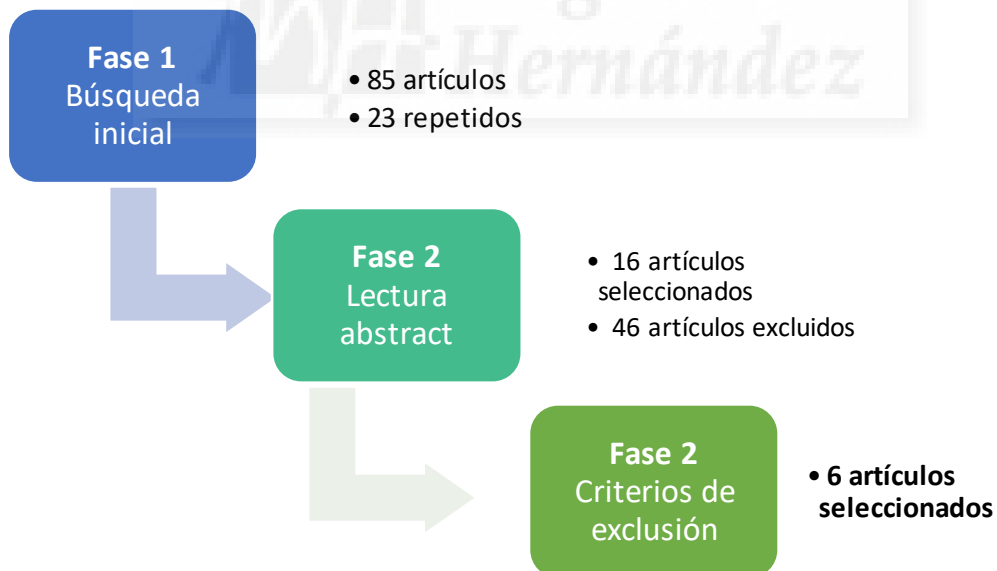 Hernández
Fase 1
Búsqueda
inicial
• 85 artículos
• 23 repetidos
Fase 2
Lectura
abstract
• 16 artículos
seleccionados
• 46 artículos excluidos
Fase 2
Criterios de
exclusión
• 6 artículos
seleccionados